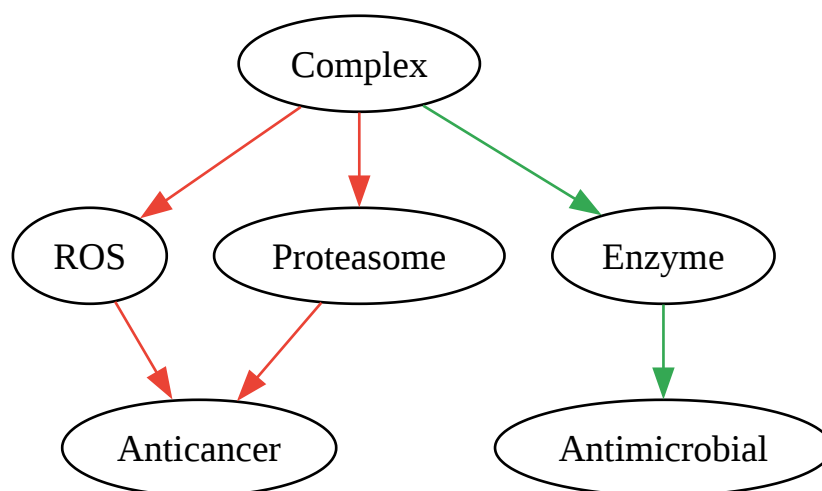 Complex
ROS
Proteasome
Enzyme
Anticancer
Antimicrobial